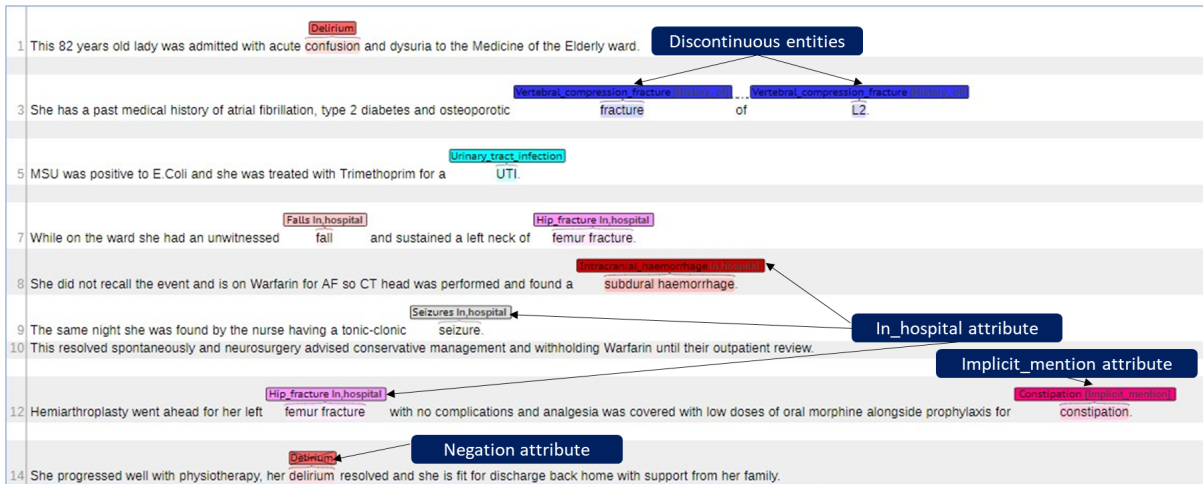 Delirium
1 This 82 years old lady was admitted with acute confusion and dysuria to the Medicine of the Elderly ward.
Discontinuous entities
Vertebral_compression_fracture [History_of] Vertebral_compression_fracture [History_of]
3 She has a past medical history of atrial fibrillation, type 2 diabetes and osteoporotic fracture of L2.
Urinary_tract_infection
5 MSU was positive to E.Coli and she was treated with Trimethoprim for a UTI.
Falls In,hospital Hip_fracture In,hospital
7 While on the ward she had an unwitnessed fall and sustained a left neck of femur fracture.
Intracranial_haemorrhage In,hospital
8 She did not recall the event and is on Warfarin for AF so CT head was performed and found a subdural haemorrhage.
Seizures In,hospital
In_hospital attribute
9 The same night she was found by the nurse having a tonic-clonic seizure.
10 This resolved spontaneously and neurosurgery advised conservative management and withholding Warfarin until their outpatient review.
Implicit_mention attribute
Hip_fracture In,hospital Constipation [Implicit_mention]
12 Hemiarthroplasty went ahead for her left femur fracture with no complications and analgesia was covered with low doses of oral morphine alongside prophylaxis for constipation.
Negation attribute
Delirium
14 She progressed well with physiotherapy, her delirium resolved and she is fit for discharge back home with support from her family.